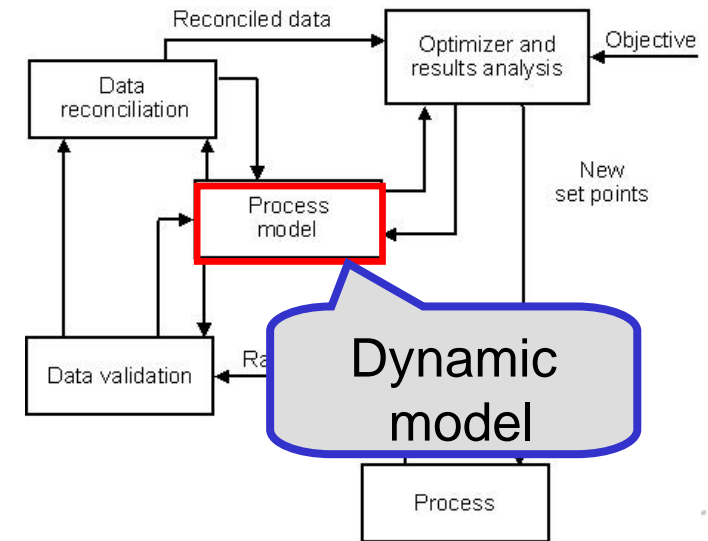 Reconciled data
Optimizer and
results analysis
Objective
Data
reconciliation
New
set points
Process
model
Dynamic
model
Data validation
Process